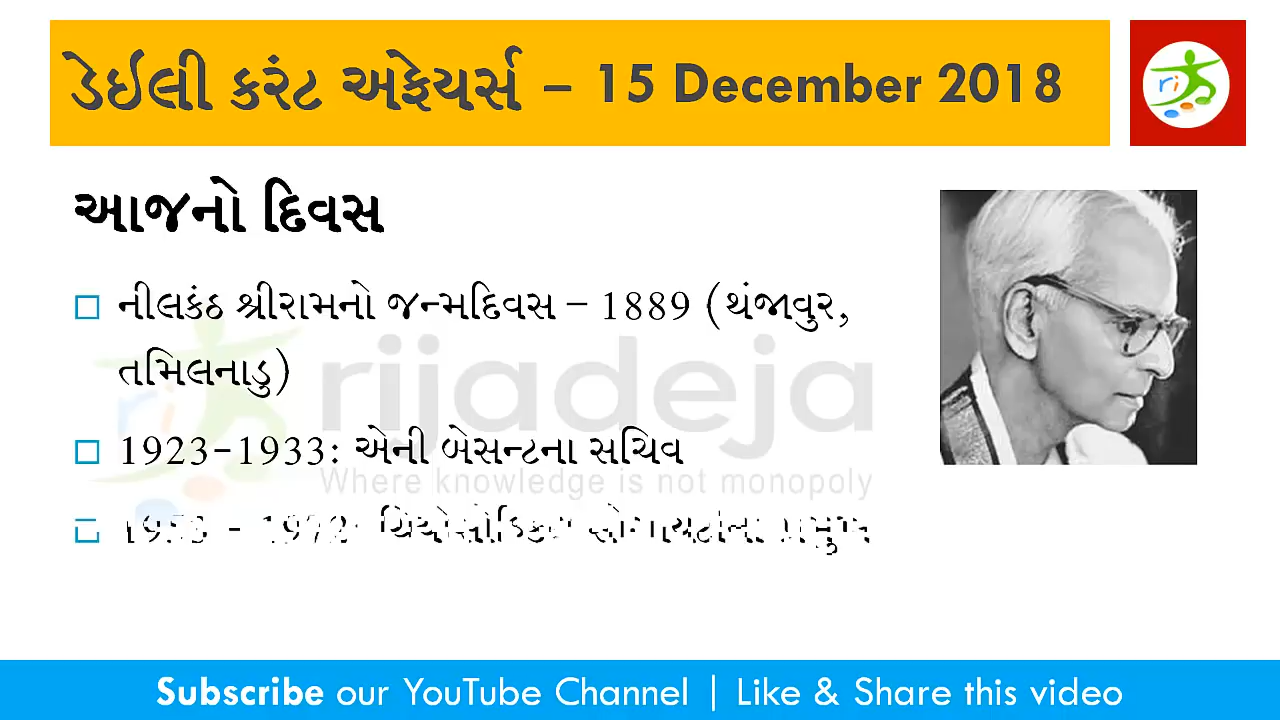 ડેઈલી કરંટ અફેયર્સ – 15 December 2018
ri
આજનો દિવસ
નીલકંઠ શ્રીરામનો જન્મદિવસ – 1889 (થંજાવુર,
તમિલનાડુ)
rijadeja
1923-1933: એની બેસન્ટના સચિવ
Where knowledge is not monopoly
Subscribe our YouTube Channel | Like & Share this video